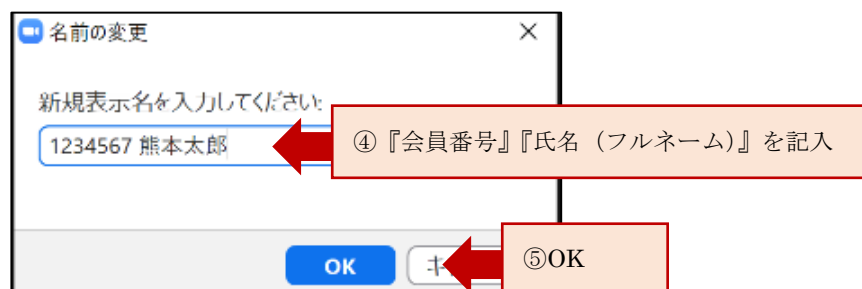 名前の変更
新規表示名を入力してください:
1234567 熊本太郎
④『会員番号』『氏名（フルネーム)』を記入
OK
⑤OK